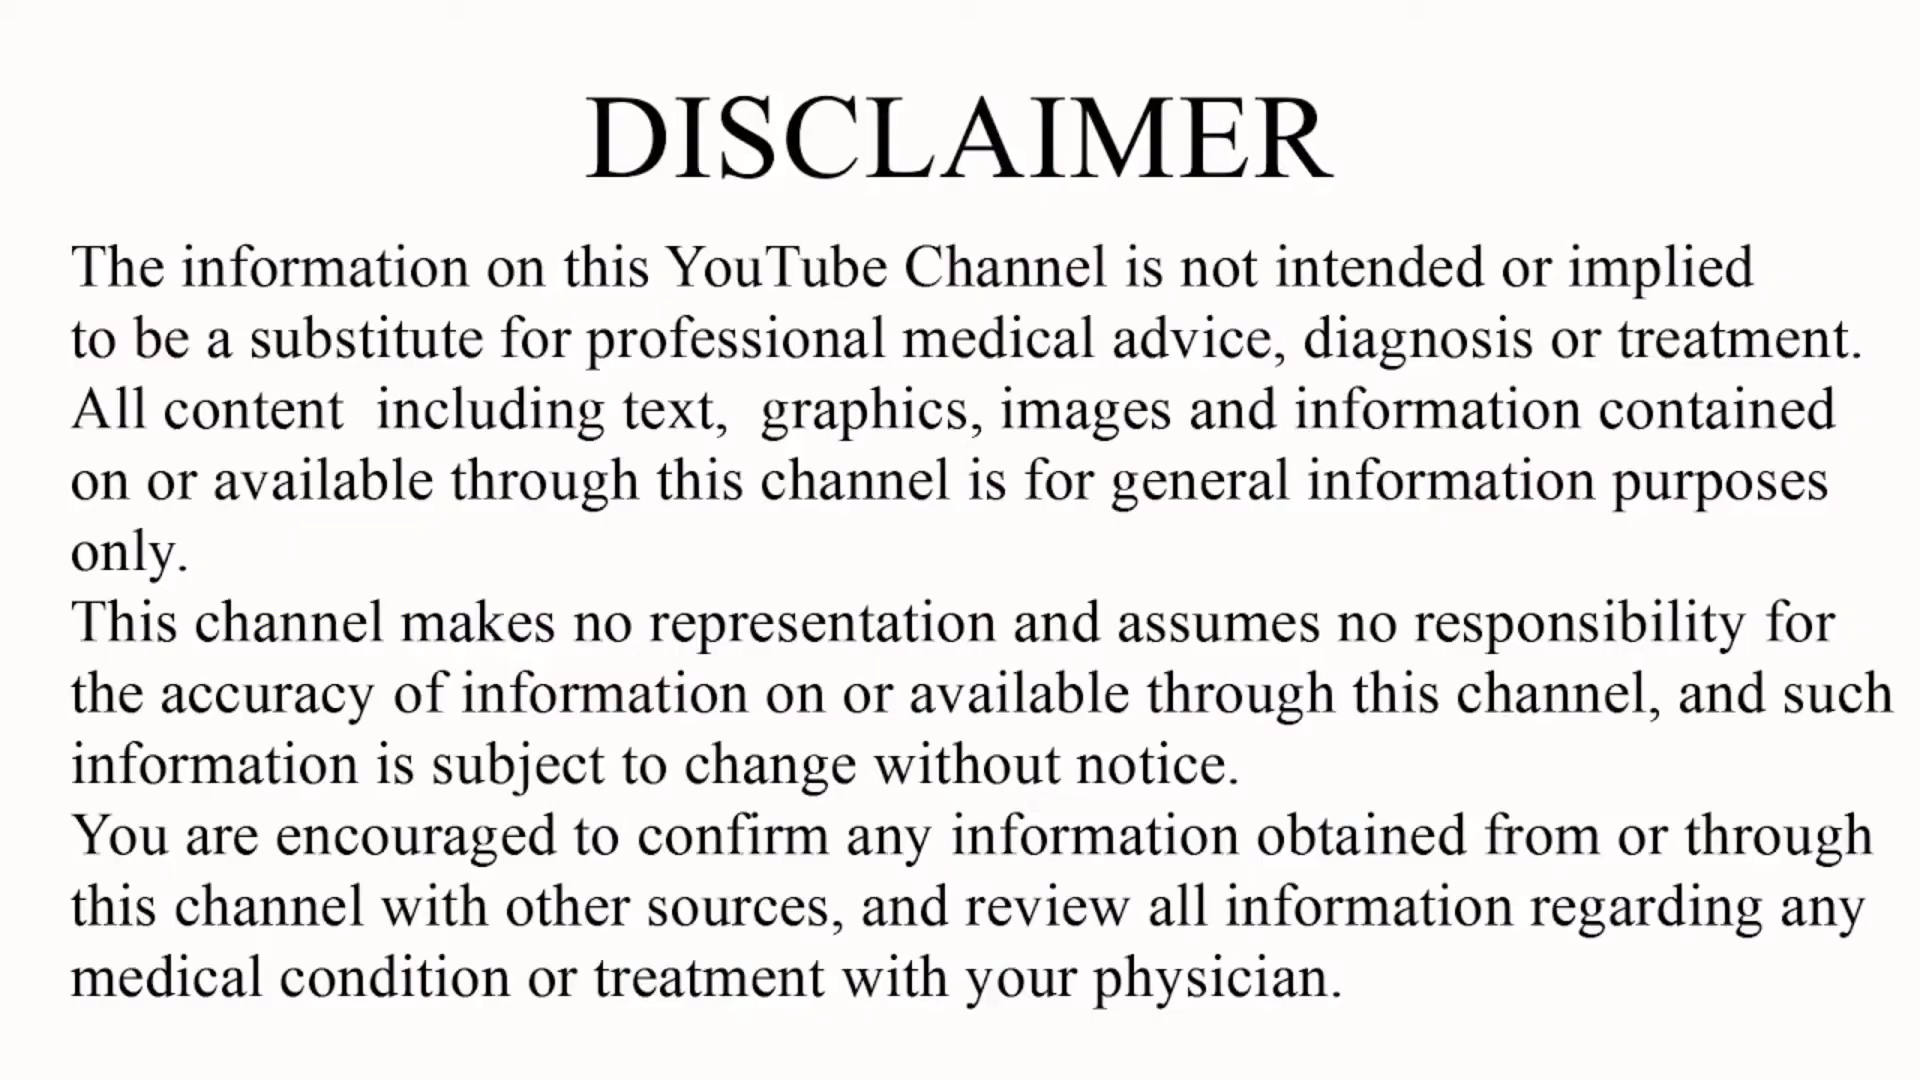 DISCLAIMER
The information on this YouTube Channel is not intended or implied
to be a substitute for professional medical advice, diagnosis or treatment.
All content  including text,  graphics, images and information contained
on or available through this channel is for general information purposes
only.
This channel makes no representation and assumes no responsibility for
the accuracy of information on or available through this channel, and such
information is subject to change without notice.
You are encouraged to confirm any information obtained from or through
this channel with other sources, and review all information regarding any
medical condition or treatment with your physician.